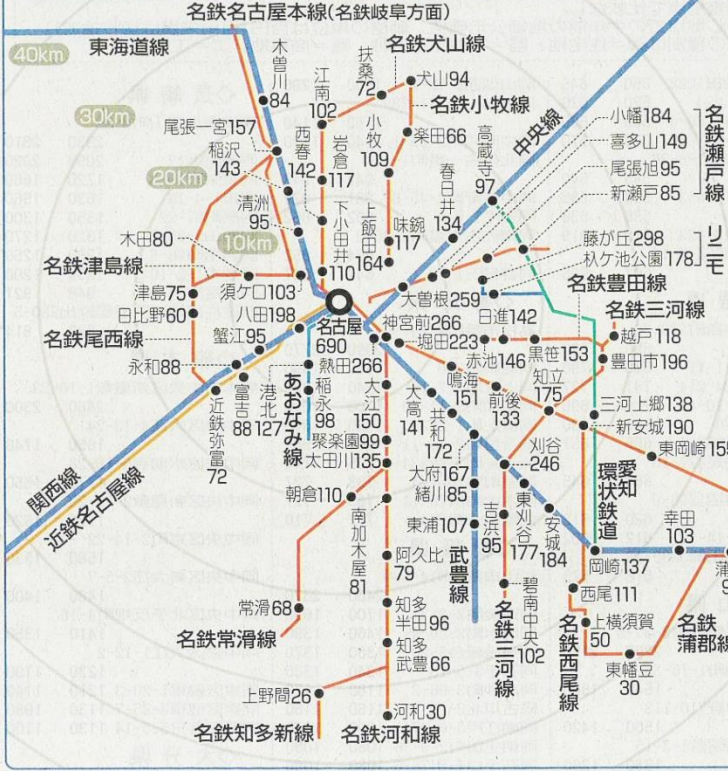 名鉄名古屋本線(名鉄岐阜方面)
東海道線
40km
30km
20km
10km
木曽川
84
尾張一宮157
稲沢
143
清洲
95
江南
102
西春
142
岩倉
117
下小田井
110
扶桑
72
名鉄犬山線
犬山94
名鉄小牧線
楽田66
小牧
109
上飯田
164
味鋺
117
春日井
134
高蔵寺
97
中央線
小幡184
喜多山149
尾張旭95
新瀬戸85
名鉄瀬戸線
藤が丘298
杁ケ池公園178
リニモ
木田80
名鉄津島線
津島75
日比野60
名鉄尾西線
須ケ口103
八田198
蟹江95
永和88
富吉
88
近鉄弥富
72
関西線
近鉄名古屋線
港北
127
あおなみ線
稲永
98
名古屋
690
熱田266
大曽根259
神宮前266
堀田223
日進142
名鉄豊田線
赤池146
黒笹153
名鉄三河線
越戸118
豊田市196
大江
150
聚楽園99
太田川135
朝倉110
大高
141
共和
172
鳴海
151
前後
133
知立
175
三河上郷138
新安城190
東岡崎155
刈谷
246
大府167
緒川85
東浦107
武豊線
吉浜
95
東刈谷
177
安城
184
愛知環状鉄道
岡崎137
幸田
103
南加木屋
81
阿久比
79
知多半田96
知多武豊66
常滑68
名鉄常滑線
碧南中央
102
名鉄三河線
西尾111
上横須賀
50
名鉄西尾線
東幡豆
30
名鉄蒲郡線
上野間26
名鉄知多新線
河和30
名鉄河和線